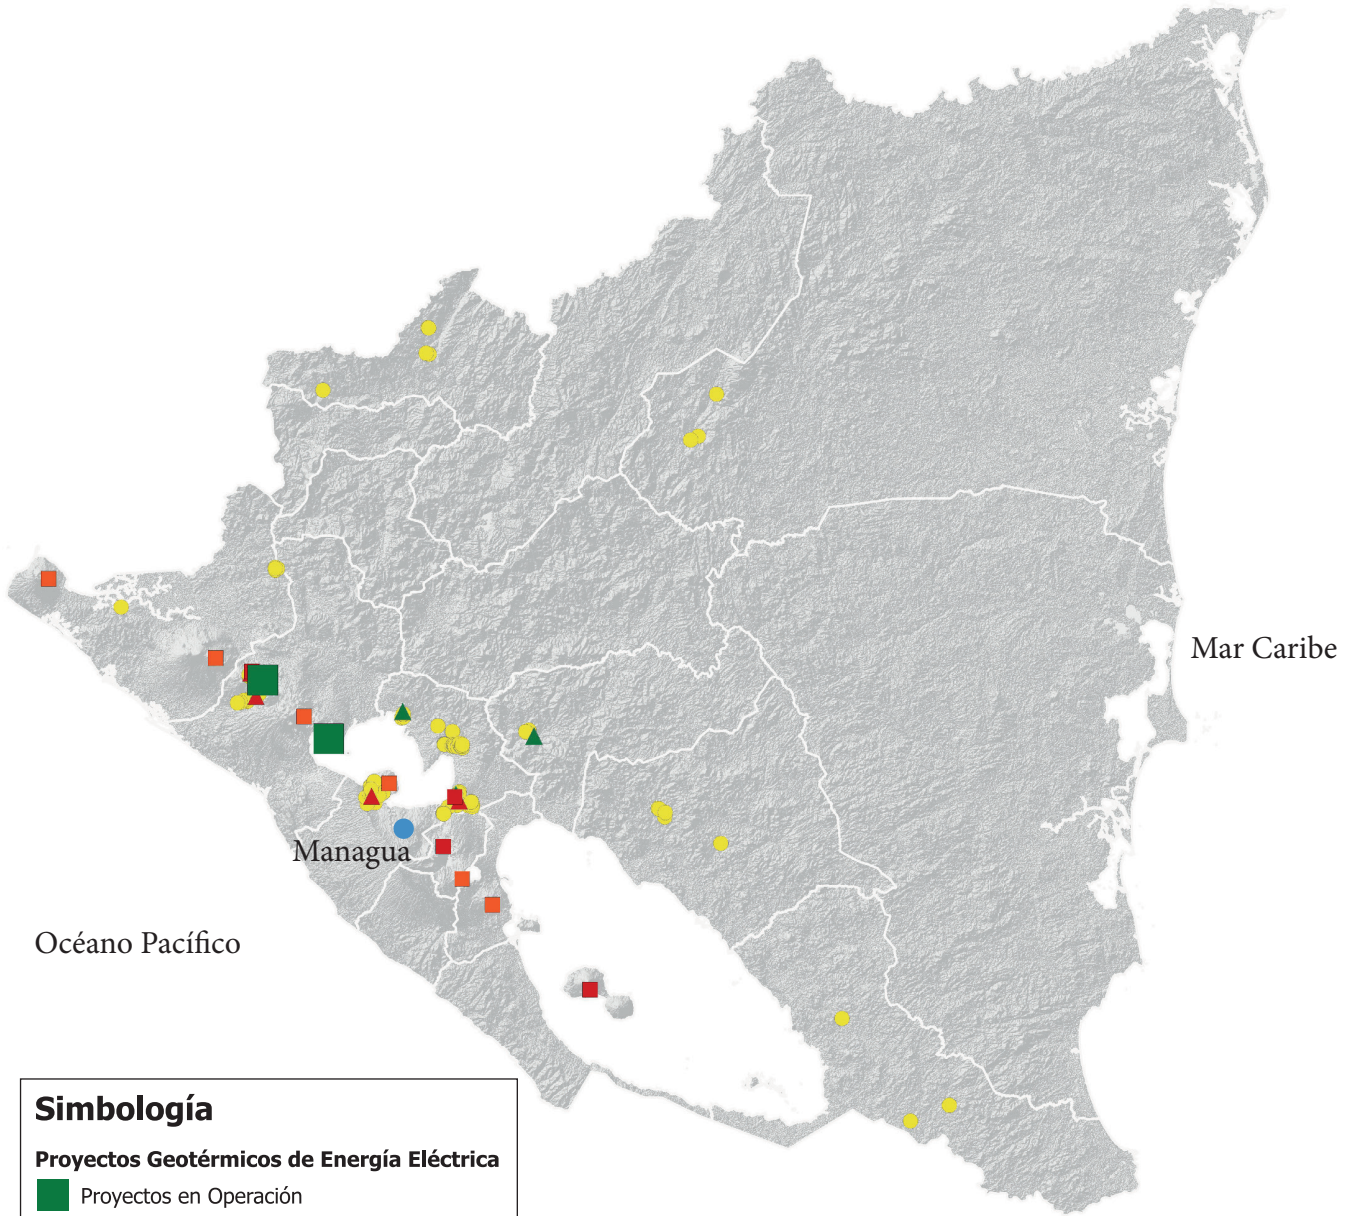 Mar Caribe
Managua
Océano Pacífico
Simbología
Proyectos Geotérmicos de Energía Eléctrica
Proyectos en Operación